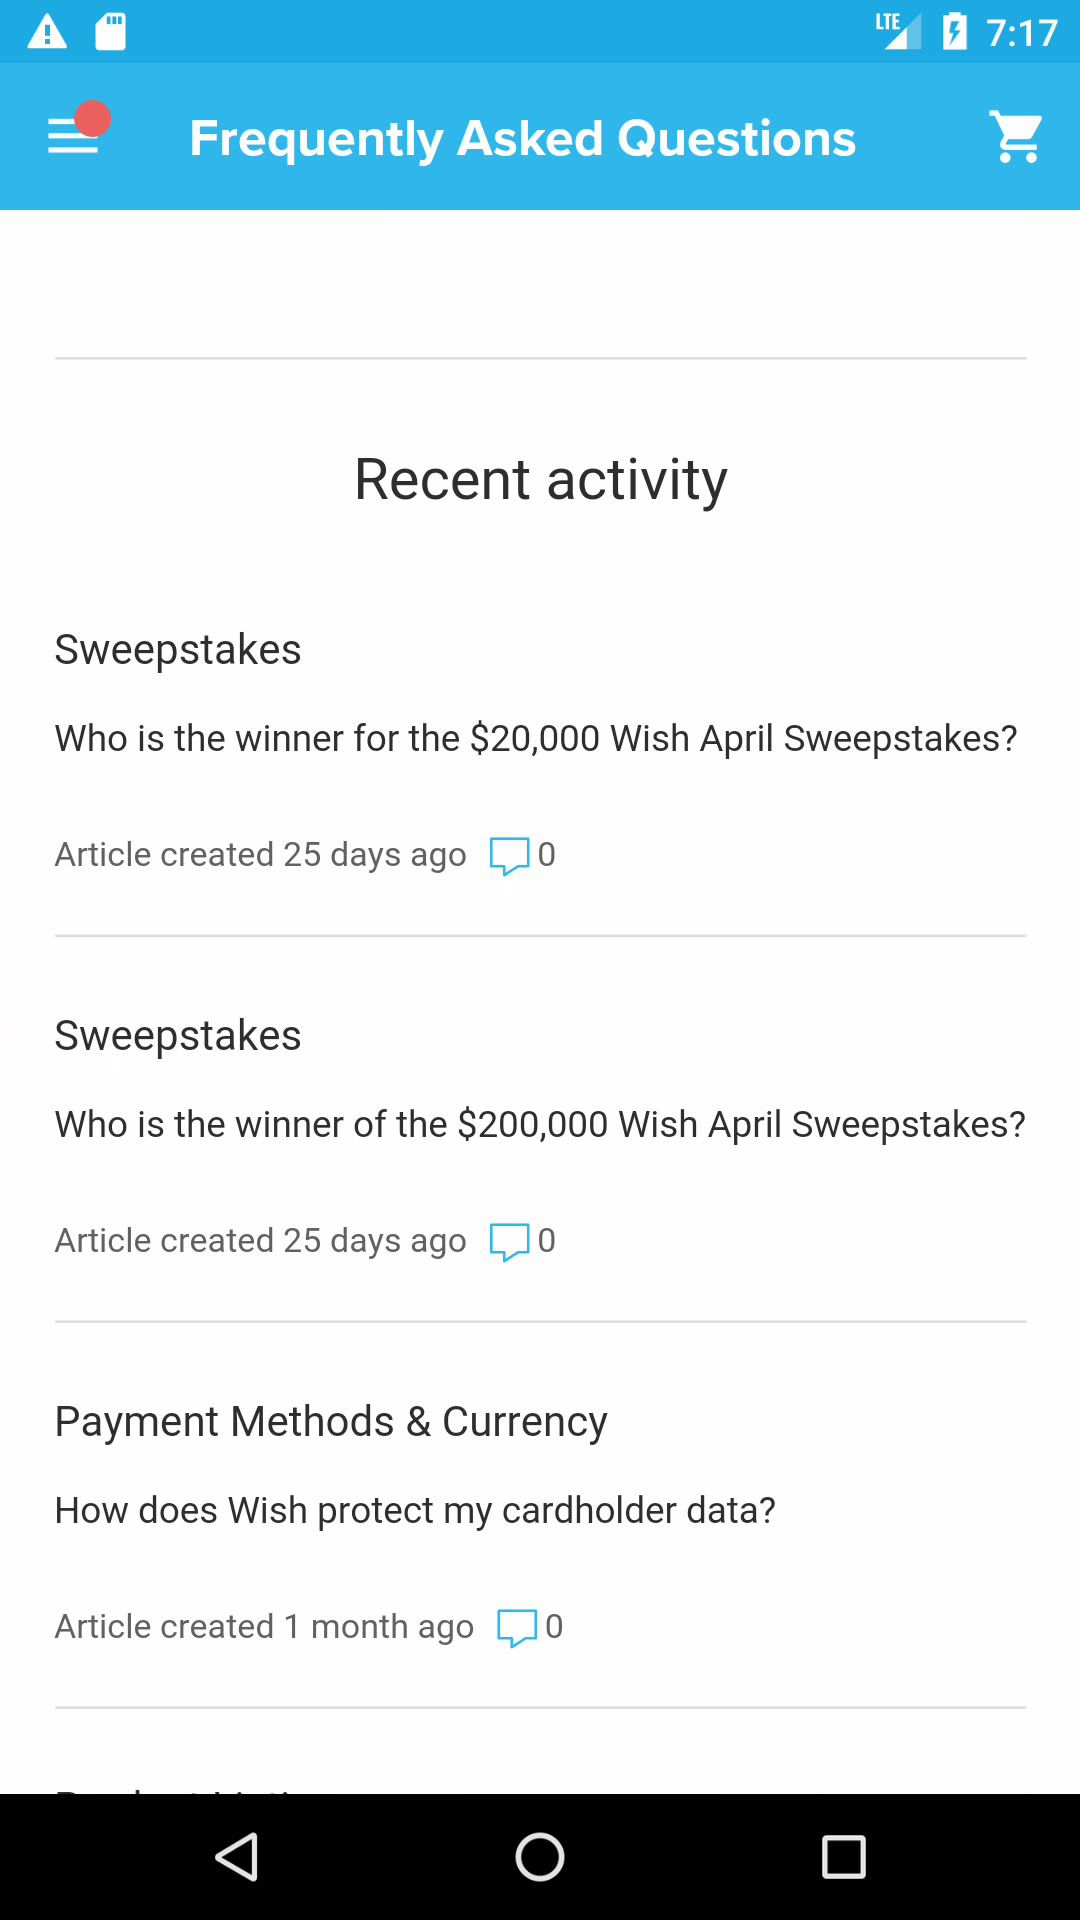 LTE 7:17
Frequently Asked Questions
Recent activity
Sweepstakes
Who is the winner for the $20,000 Wish April Sweepstakes?
Article created 25 days ago 0
Sweepstakes
Who is the winner of the $200,000 Wish April Sweepstakes?
Article created 25 days ago 0
Payment Methods & Currency
How does Wish protect my cardholder data?
Article created 1 month ago 0